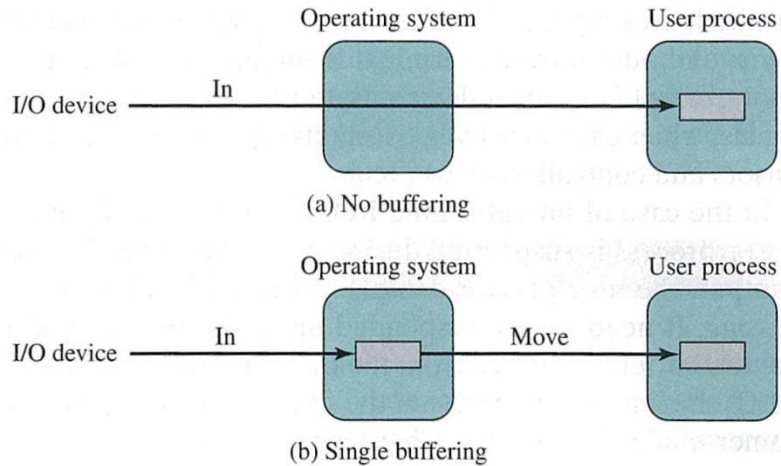 Operating system User process
In
I/O device
(a) No buffering
Operating system User process
I/O device In Move
(b) Single buffering